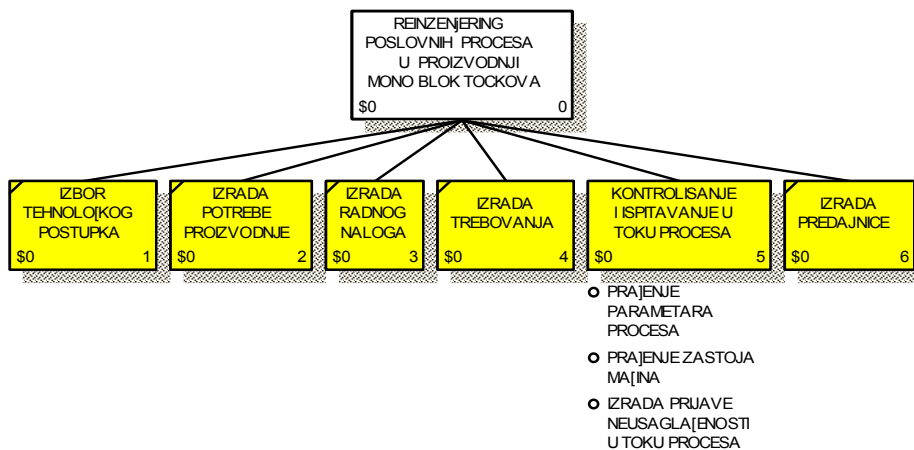 REINZENjERING
POSLOVNIH PROCESA
U PROIZVODNJI
MONO BLOK TOCKOVA
$0 0
IZBOR
TEHNOLO[KOG
POSTUPKA
$0 1
IZRADA
POTREBE
PROIZVODNJE
$0 2
IZRADA
RADNOG
NALOGA
$0 3
IZRADA
TREBOVANJA
$0 4
KONTROLISANJE
I ISPITAVANJE U
TOKU PROCESA
$0 5
IZRADA
PREDAJNICE
$0 6
PRA]ENJE
PARAMETARA
PROCESA
PRA]ENJE ZASTOJA
MA[INA
IZRADA PRIJAVE
NEUSAGLA[ENOSTI
U TOKU PROCESA